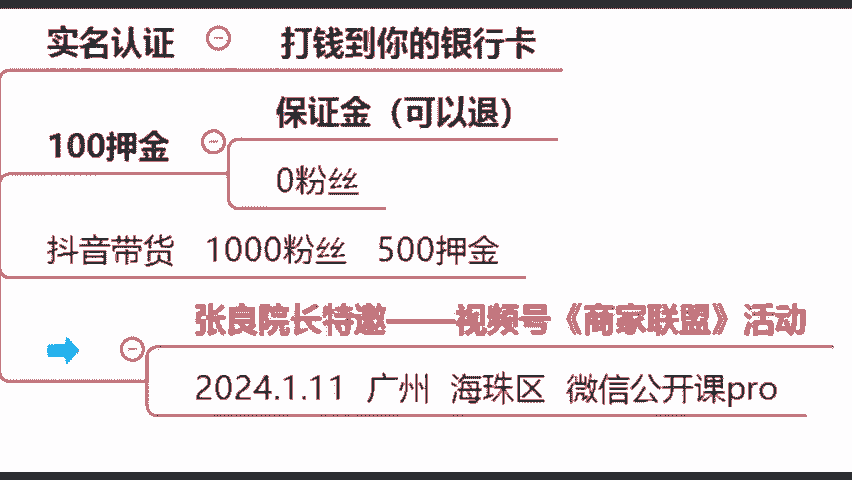 实名认证 打钱到你的银行卡
保证金（可以退）
100押金
0粉丝
抖音带货 1000粉丝 500押金
张良院长特邀——视频号《商家联盟》活动
2024.1.11 广州 海珠区 微信公开课pro